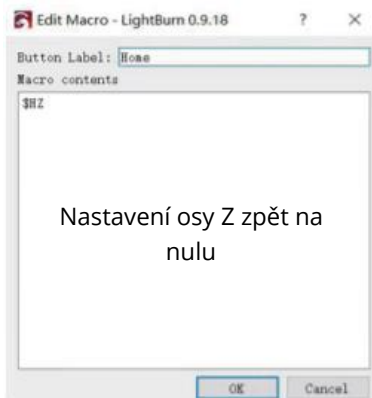 Edit Macro - LightBurn 0.9.18 ? ×
Button Label: Home
Macro contents
$HZ
Nastavení osy Z zpět na
nulu
OK Cancel